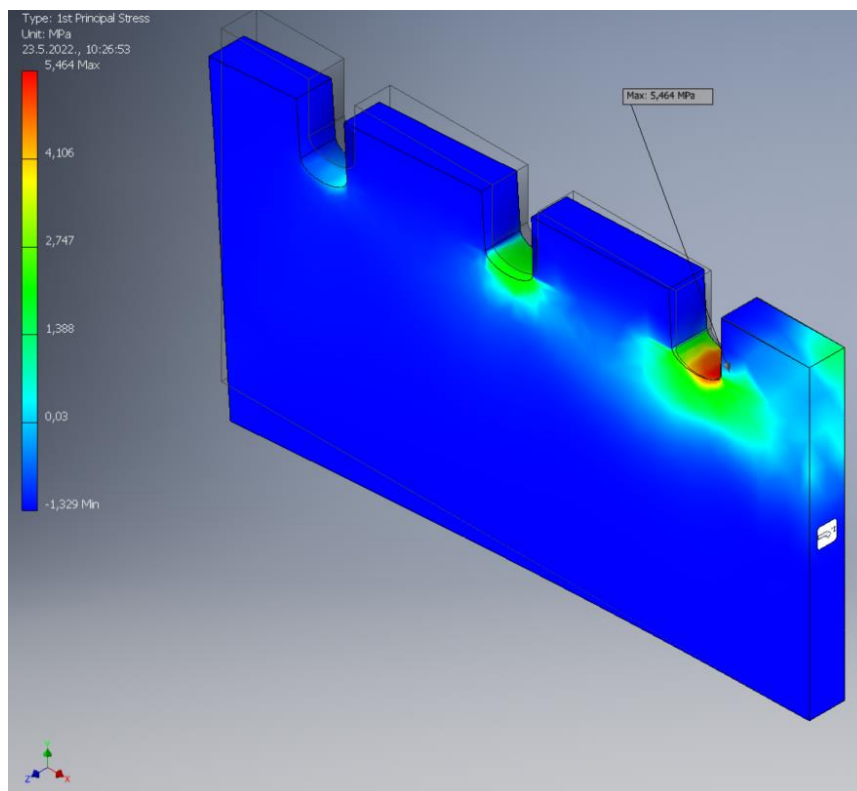 Type: 1st Principal Stress
Unit: MPa
23.5.2022., 10:26:53
5,464 Max
Max: 5,464 MPa
4,106
2,747
1,388
0,03
-1,329 Min
Y
Z
X